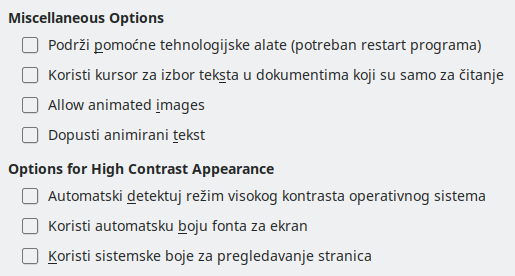 Miscellaneous Options
Podrži pomoćne tehnologijske alate (potreban restart programa)
Koristi kursor za izbor teksta u dokumentima koji su samo za čitanje
Allow animated images
Dopusti animirani tekst
Options for High Contrast Appearance
Automatski detektuj režim visokog kontrasta operativnog sistema
Koristi automatsku boju fonta za ekran
Koristi sistemske boje za pregledavanje stranica